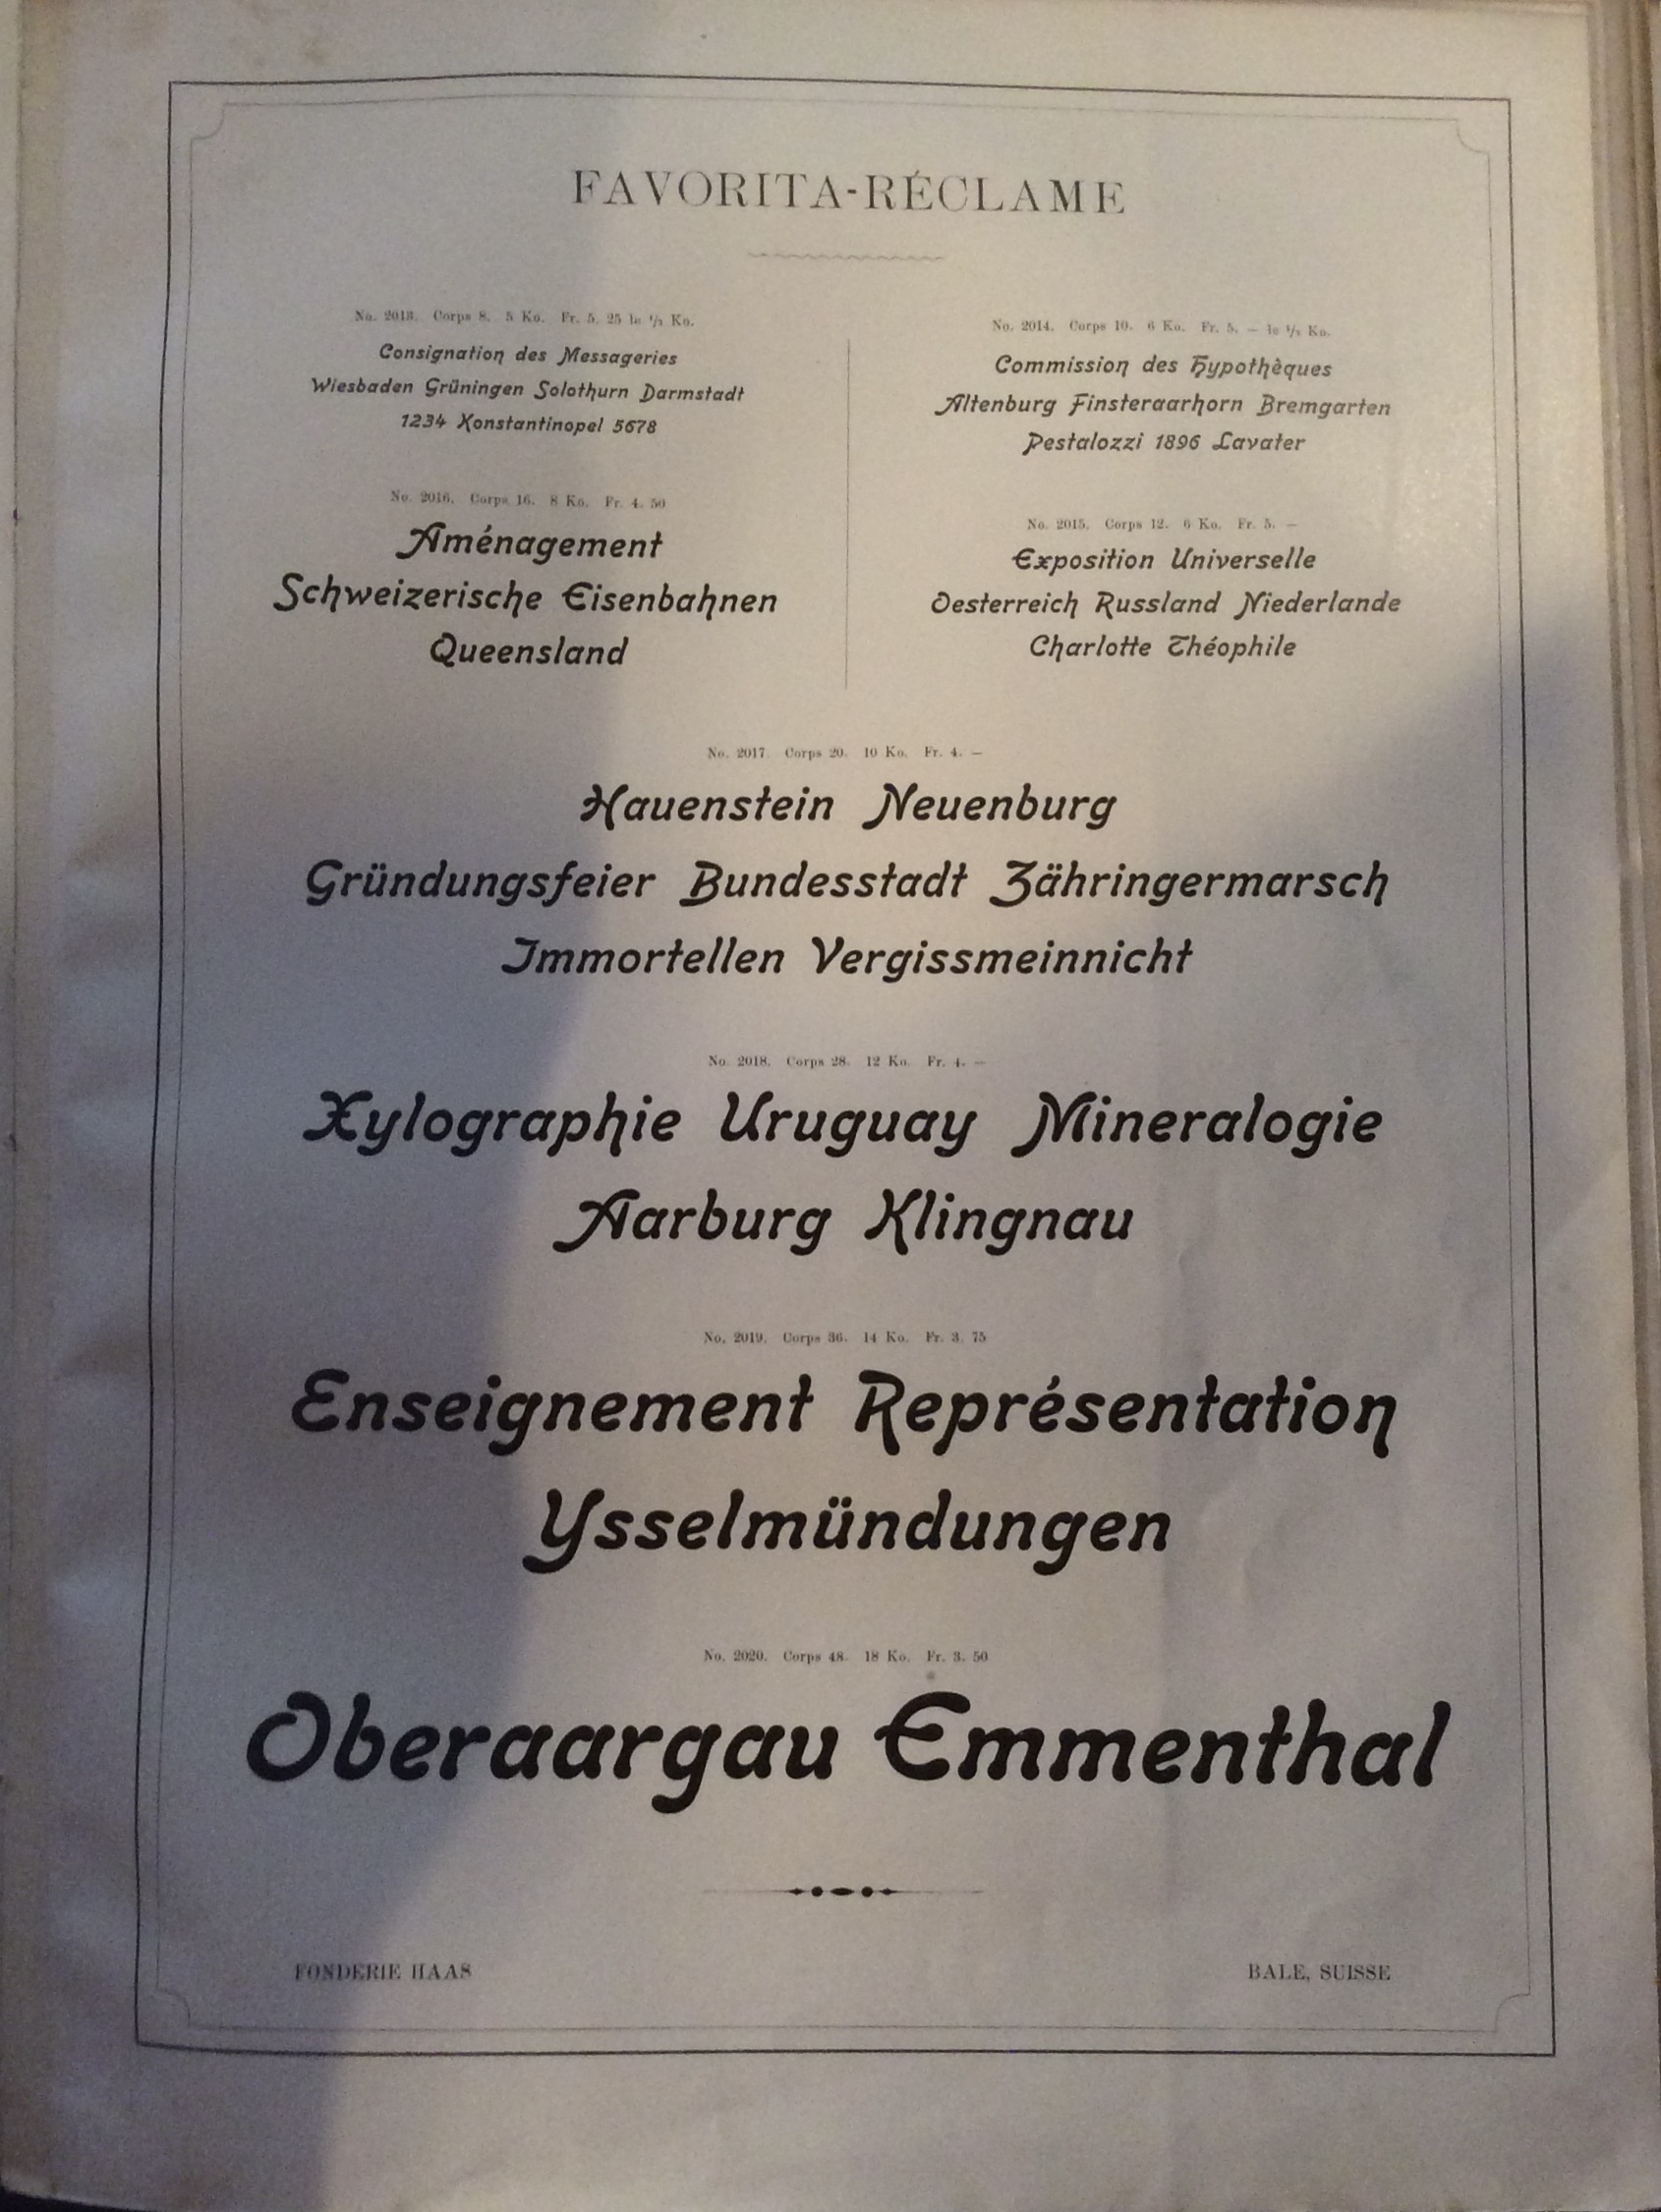 FAVORITA-RÉCLAME
No. 2013. Corps 8. 5 Ko. Fr. 5. 25 le ½ Ko.
Consignation des Messageries
Wiesbaden Grüningen Solothurn Darmstadt
1234 Konstantinopel 5678
No. 2016. Corps 16. 8 Ko. Fr. 4. 50
Aménagement
Schweizerische Eisenbahnen
Queensland
No. 2014. Corps 10. 6 Ko. Fr. 5. — le ½ Ko.
Commission des Hypothèques
Altenburg Finsteraarhorn Bremgarten
Pestalozzi 1896 Lavater
No. 2015. Corps 12. 6 Ko. Fr. 5. —
Exposition Universelle
Oesterreich Russland Niederlande
Charlotte Théophile
No. 2017. Corps 20. 10 Ko. Fr. 4. —
Hauenstein Neuenburg
Gründungsfeier Bundesstadt Zähringermarsch
Immortellen Vergissmeinnicht
No. 2018. Corps 28. 12 Ko. Fr. 4. —
Xylographie Uruguay Mineralogie
Aarburg Klingnau
No. 2019. Corps 36. 14 Ko. Fr. 3. 75
Enseignement Représentation
Ysselmündungen
No. 2020. Corps 48. 18 Ko. Fr. 3. 50
Oberaargau Emmenthal
FONDERIE HAAS
BALE, SUISSE